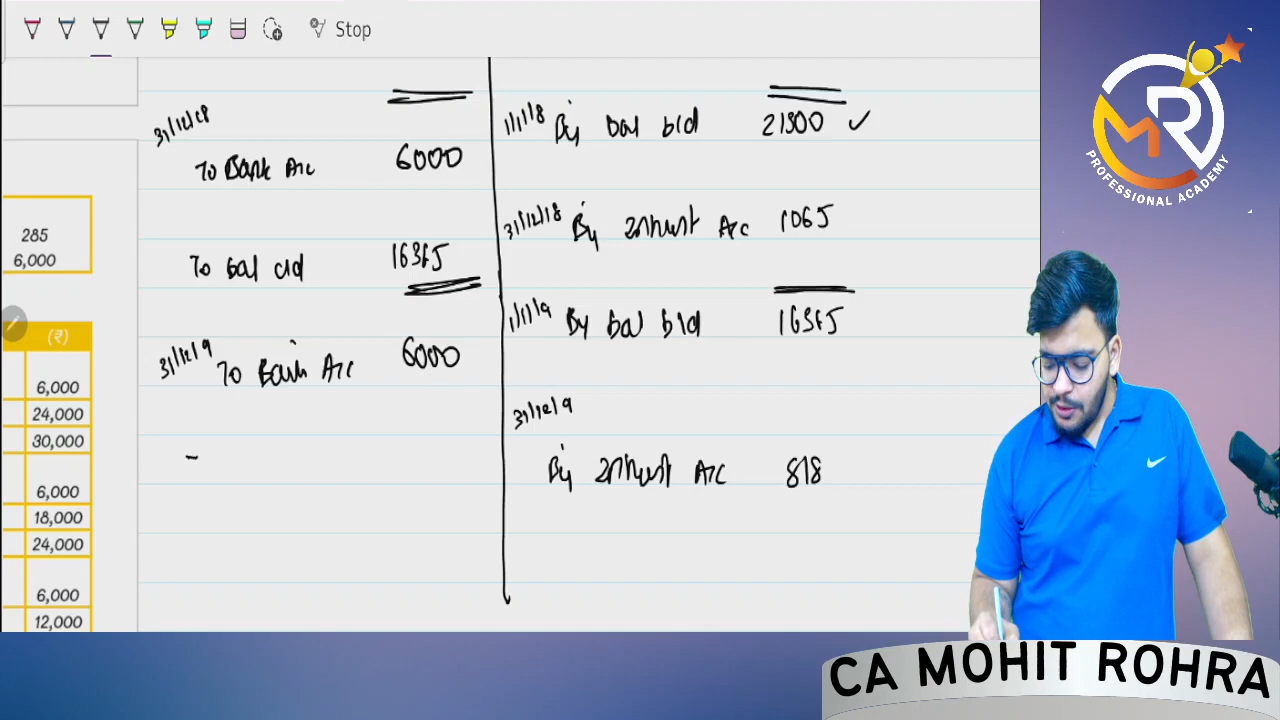 Stop
285
6,000
(₹)
6,000
24,000
30,000
6,000
18,000
24,000
6,000
12,000
31/12/18
To Bank A/c 6000
To bal c/d 16365
31/12/19 To Bank A/c 6000
1/1/18 By bal b/d 21300 ✓
31/12/18 By Interest A/c 1065
1/1/19 By bal b/d 16365
31/12/19
By Interest A/c 818
MR
PROFESSIONAL ACADEMY
CA MOHIT ROHRA